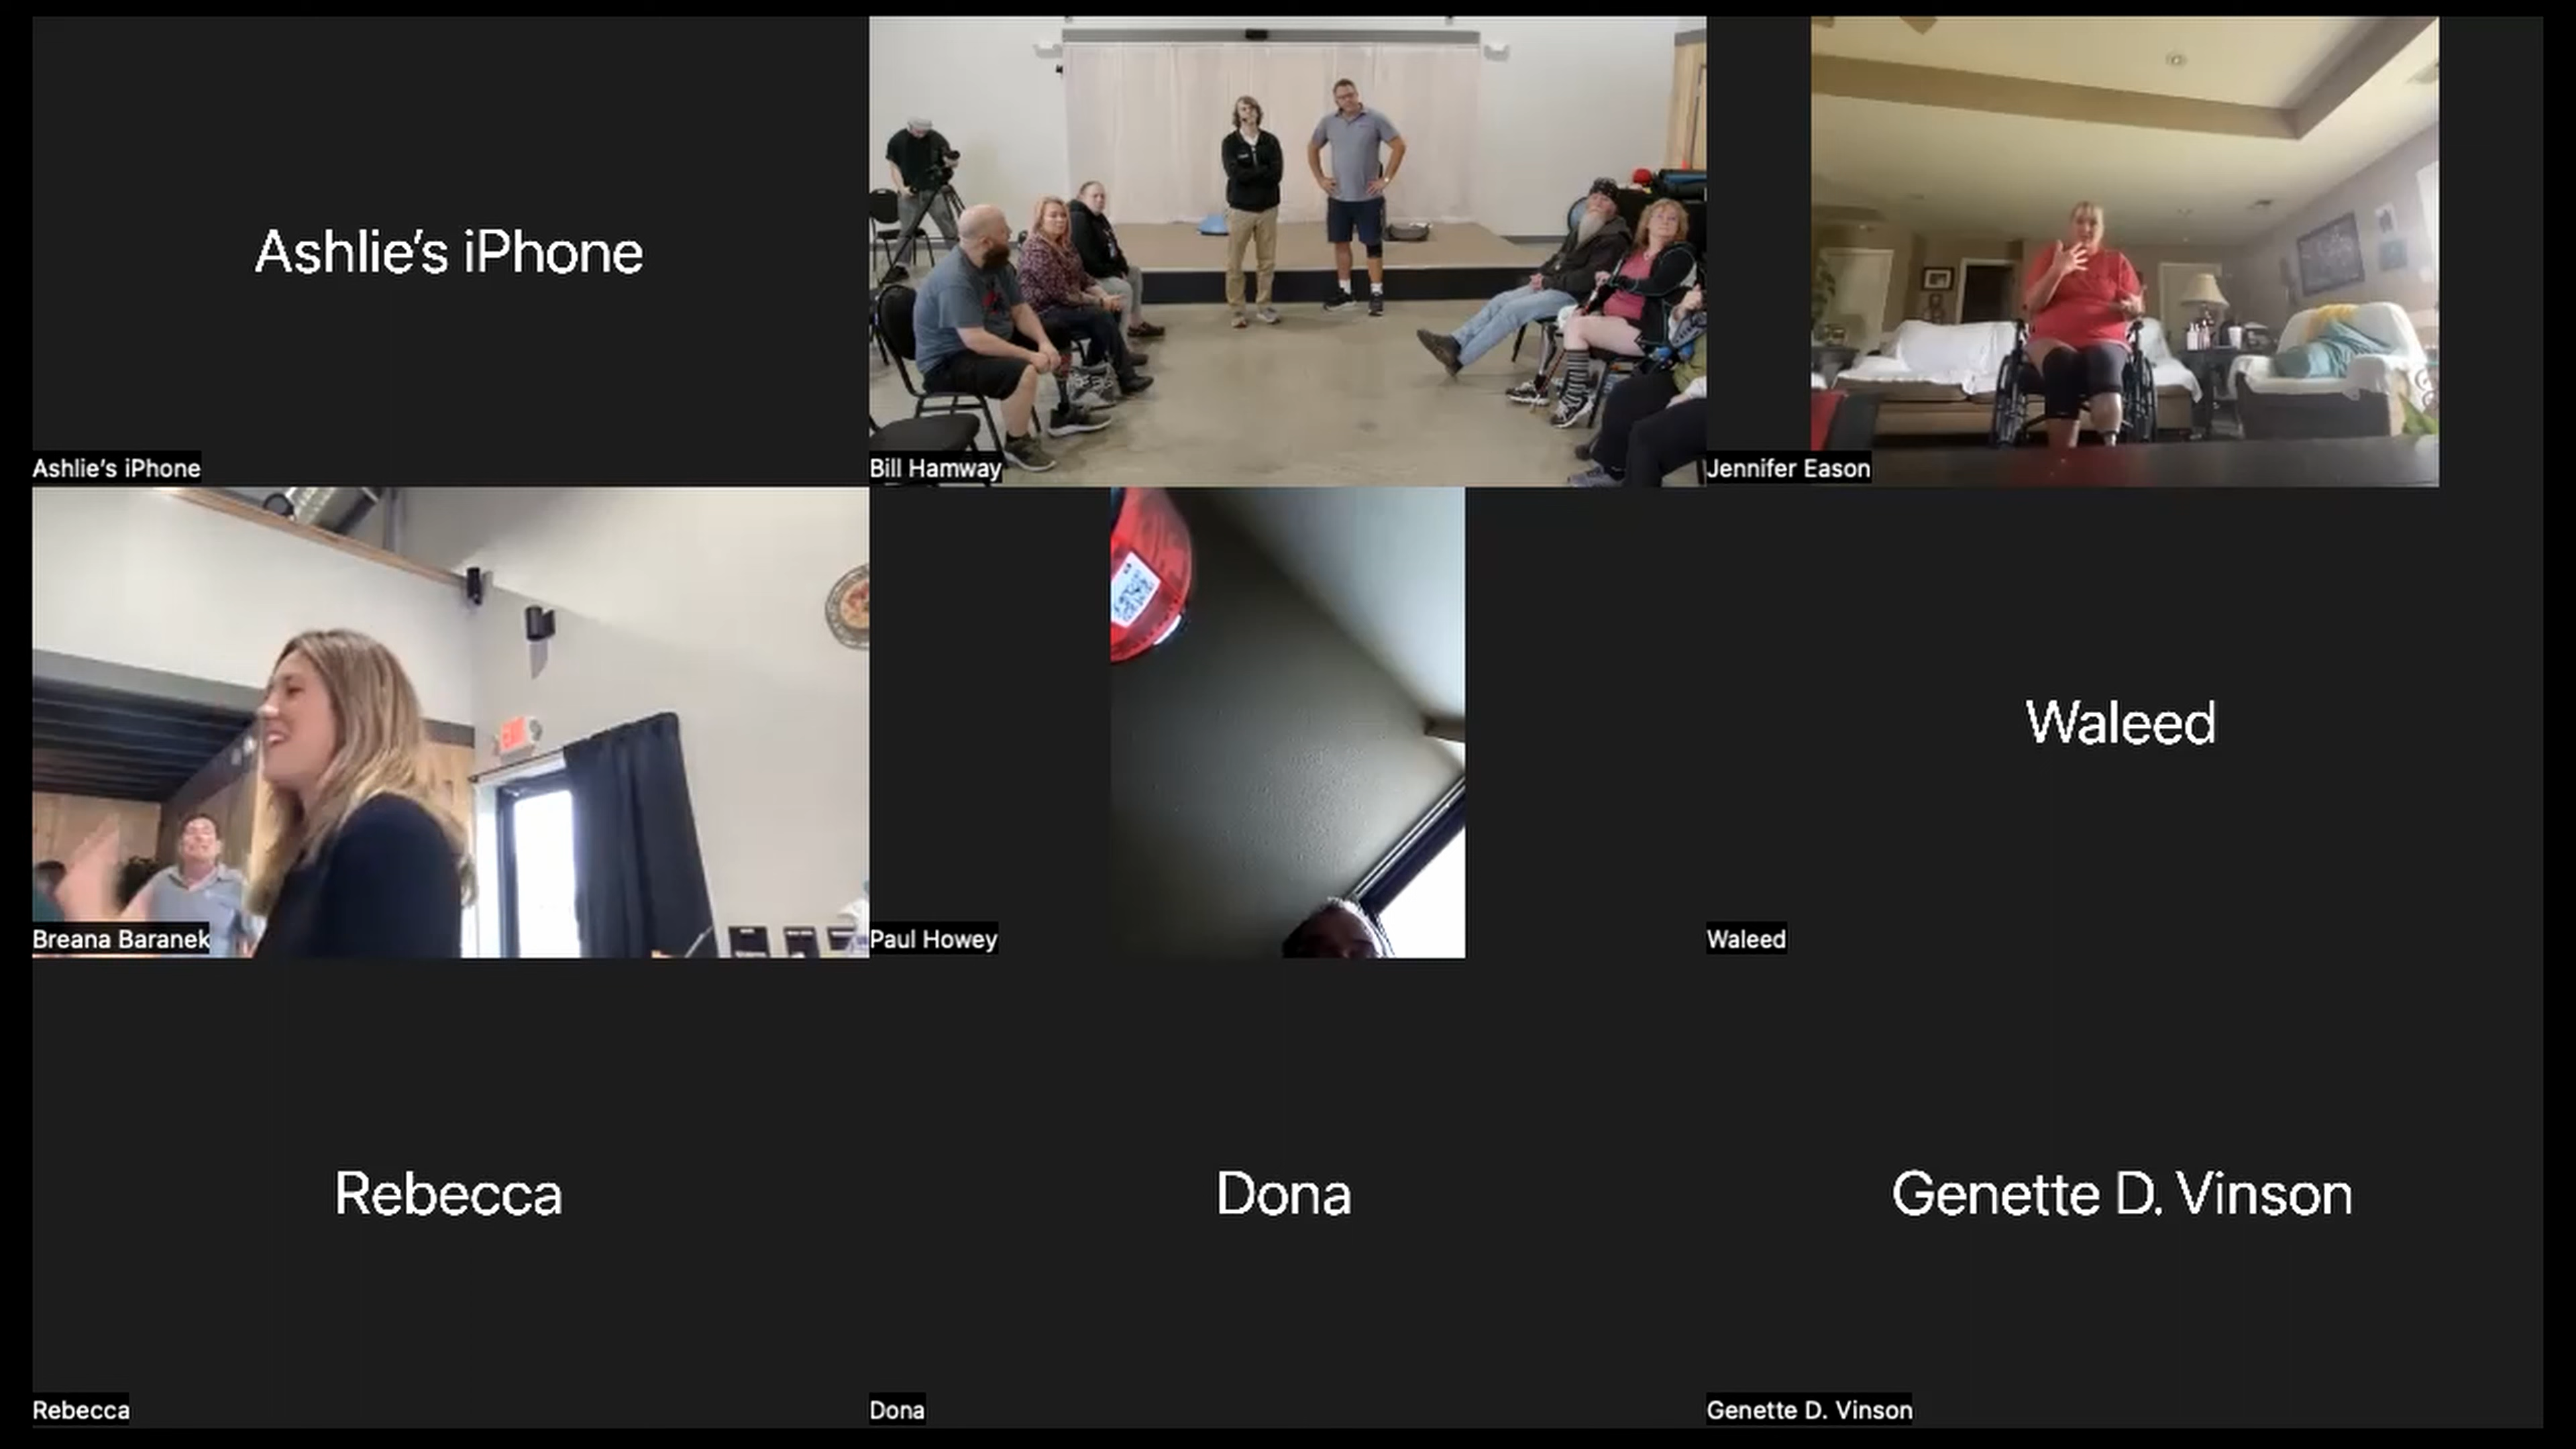 Ashlie's iPhone
Ashlie's iPhone
Bill Hamway
Jennifer Eason
EXIT
Breana Baranek
Paul Howey
Waleed
Waleed
Rebecca
Rebecca
Dona
Dona
Genette D. Vinson
Genette D. Vinson